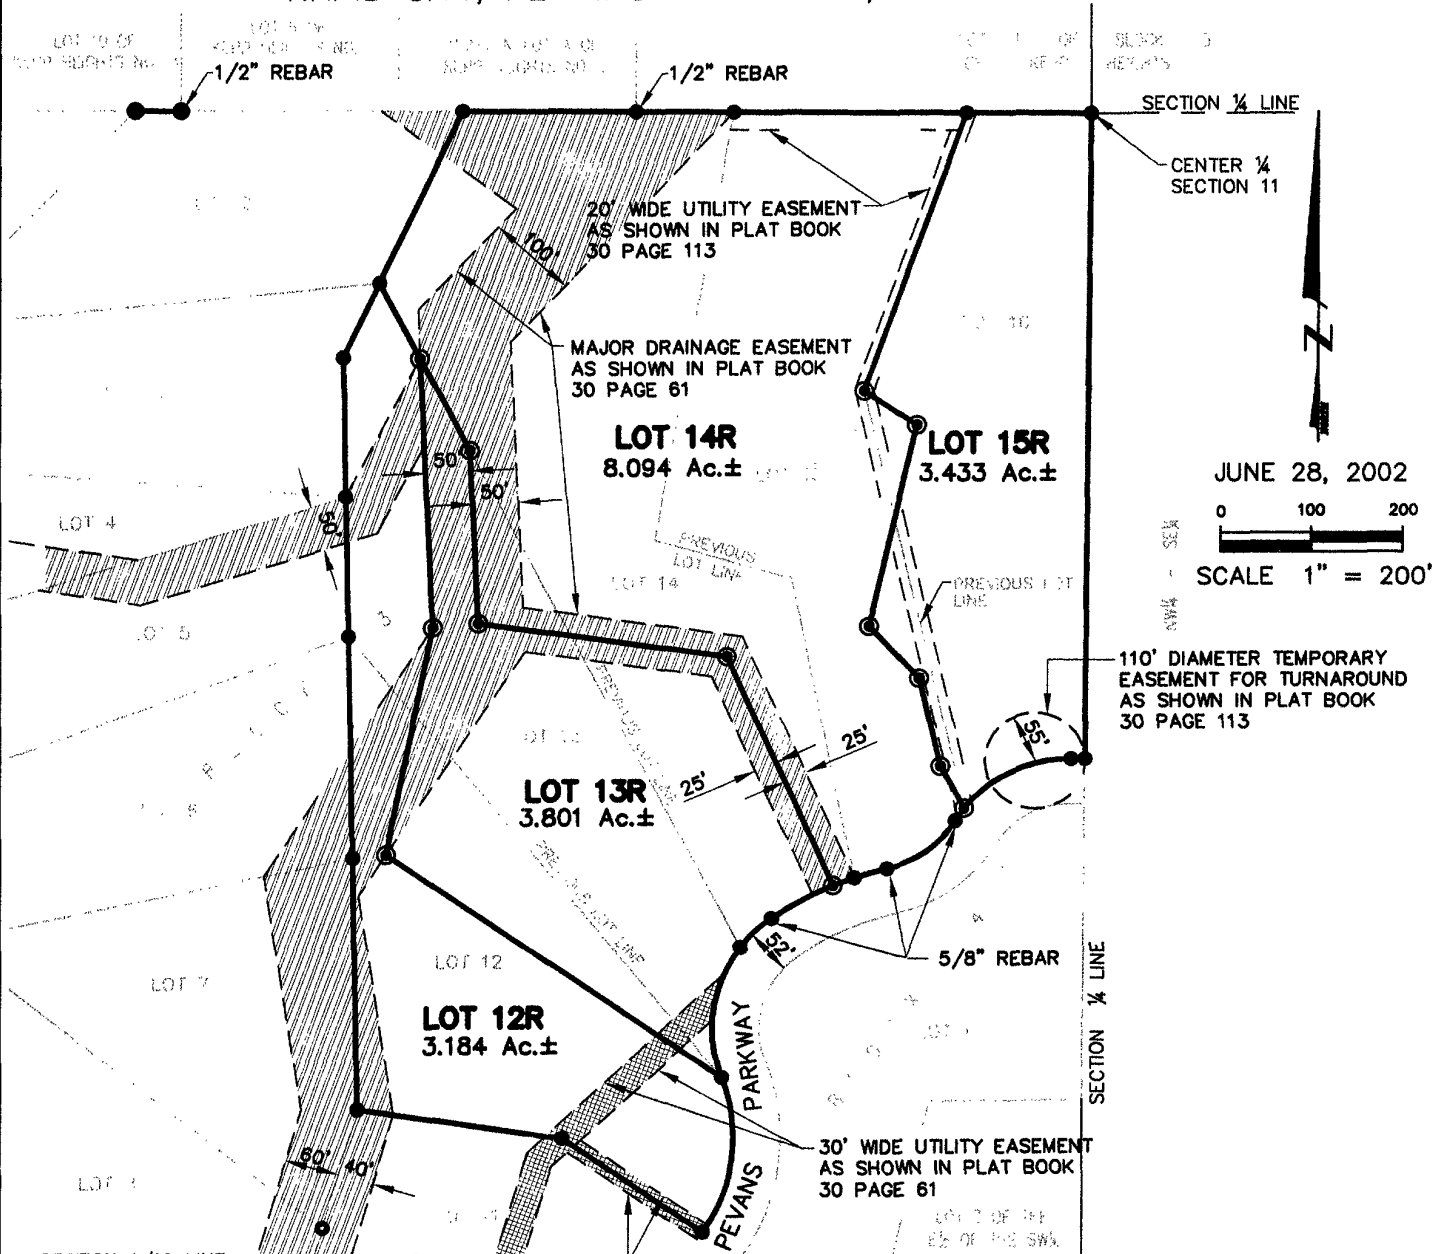 1/2" REBAR
1/2" REBAR
SECTION ¼ LINE
CENTER ¼
SECTION 11
20' WIDE UTILITY EASEMENT
AS SHOWN IN PLAT BOOK
30 PAGE 113
100'
MAJOR DRAINAGE EASEMENT
AS SHOWN IN PLAT BOOK
30 PAGE 61
LOT 14R
8.094 Ac.±
LOT 15R
3.433 Ac.±
N
JUNE 28, 2002
0 100 200
SCALE 1" = 200'
50'
50'
50'
LOT 4
PREVIOUS
LOT LINE
LOT 14
PREVIOUS LOT
LINE
110' DIAMETER TEMPORARY
EASEMENT FOR TURNAROUND
AS SHOWN IN PLAT BOOK
30 PAGE 113
55'
3
25'
25'
LOT 13R
3.801 Ac.±
PREVIOUS LOT LINE
52'
5/8" REBAR
LOT 12
LOT 7
LOT 12R
3.184 Ac.±
PEVANS PARKWAY
SECTION ¼ LINE
4
30' WIDE UTILITY EASEMENT
AS SHOWN IN PLAT BOOK
30 PAGE 61
60' 40'